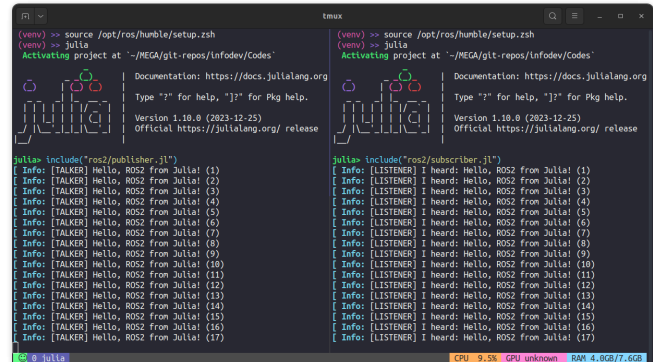 tmux
(venv) >> source /opt/ros/humble/setup.zsh
(venv) >> julia
Activating project at `~/MEGA/git-repos/infodev/Codes`
Documentation: https://docs.julialang.org
Type "?" for help, "]?" for Pkg help.
Version 1.10.0 (2023-12-25)
Official https://julialang.org/ release
julia> include("ros2/publisher.jl")
[ Info: [TALKER] Hello, ROS2 from Julia! (1)
[ Info: [TALKER] Hello, ROS2 from Julia! (2)
[ Info: [TALKER] Hello, ROS2 from Julia! (3)
[ Info: [TALKER] Hello, ROS2 from Julia! (4)
[ Info: [TALKER] Hello, ROS2 from Julia! (5)
[ Info: [TALKER] Hello, ROS2 from Julia! (6)
[ Info: [TALKER] Hello, ROS2 from Julia! (7)
[ Info: [TALKER] Hello, ROS2 from Julia! (8)
[ Info: [TALKER] Hello, ROS2 from Julia! (9)
[ Info: [TALKER] Hello, ROS2 from Julia! (10)
[ Info: [TALKER] Hello, ROS2 from Julia! (11)
[ Info: [TALKER] Hello, ROS2 from Julia! (12)
[ Info: [TALKER] Hello, ROS2 from Julia! (13)
[ Info: [TALKER] Hello, ROS2 from Julia! (14)
[ Info: [TALKER] Hello, ROS2 from Julia! (15)
[ Info: [TALKER] Hello, ROS2 from Julia! (16)
[ Info: [TALKER] Hello, ROS2 from Julia! (17)
(venv) >> source /opt/ros/humble/setup.zsh
(venv) >> julia
Activating project at `~/MEGA/git-repos/infodev/Codes`
Documentation: https://docs.julialang.org
Type "?" for help, "]?" for Pkg help.
Version 1.10.0 (2023-12-25)
Official https://julialang.org/ release
julia> include("ros2/subscriber.jl")
[ Info: [LISTENER] I heard: Hello, ROS2 from Julia! (1)
[ Info: [LISTENER] I heard: Hello, ROS2 from Julia! (2)
[ Info: [LISTENER] I heard: Hello, ROS2 from Julia! (3)
[ Info: [LISTENER] I heard: Hello, ROS2 from Julia! (4)
[ Info: [LISTENER] I heard: Hello, ROS2 from Julia! (5)
[ Info: [LISTENER] I heard: Hello, ROS2 from Julia! (6)
[ Info: [LISTENER] I heard: Hello, ROS2 from Julia! (7)
[ Info: [LISTENER] I heard: Hello, ROS2 from Julia! (8)
[ Info: [LISTENER] I heard: Hello, ROS2 from Julia! (9)
[ Info: [LISTENER] I heard: Hello, ROS2 from Julia! (10)
[ Info: [LISTENER] I heard: Hello, ROS2 from Julia! (11)
[ Info: [LISTENER] I heard: Hello, ROS2 from Julia! (12)
[ Info: [LISTENER] I heard: Hello, ROS2 from Julia! (13)
[ Info: [LISTENER] I heard: Hello, ROS2 from Julia! (14)
[ Info: [LISTENER] I heard: Hello, ROS2 from Julia! (15)
[ Info: [LISTENER] I heard: Hello, ROS2 from Julia! (16)
[ Info: [LISTENER] I heard: Hello, ROS2 from Julia! (17)
0 julia
CPU 9.5% GPU unknown RAM 4.0GB/7.6GB